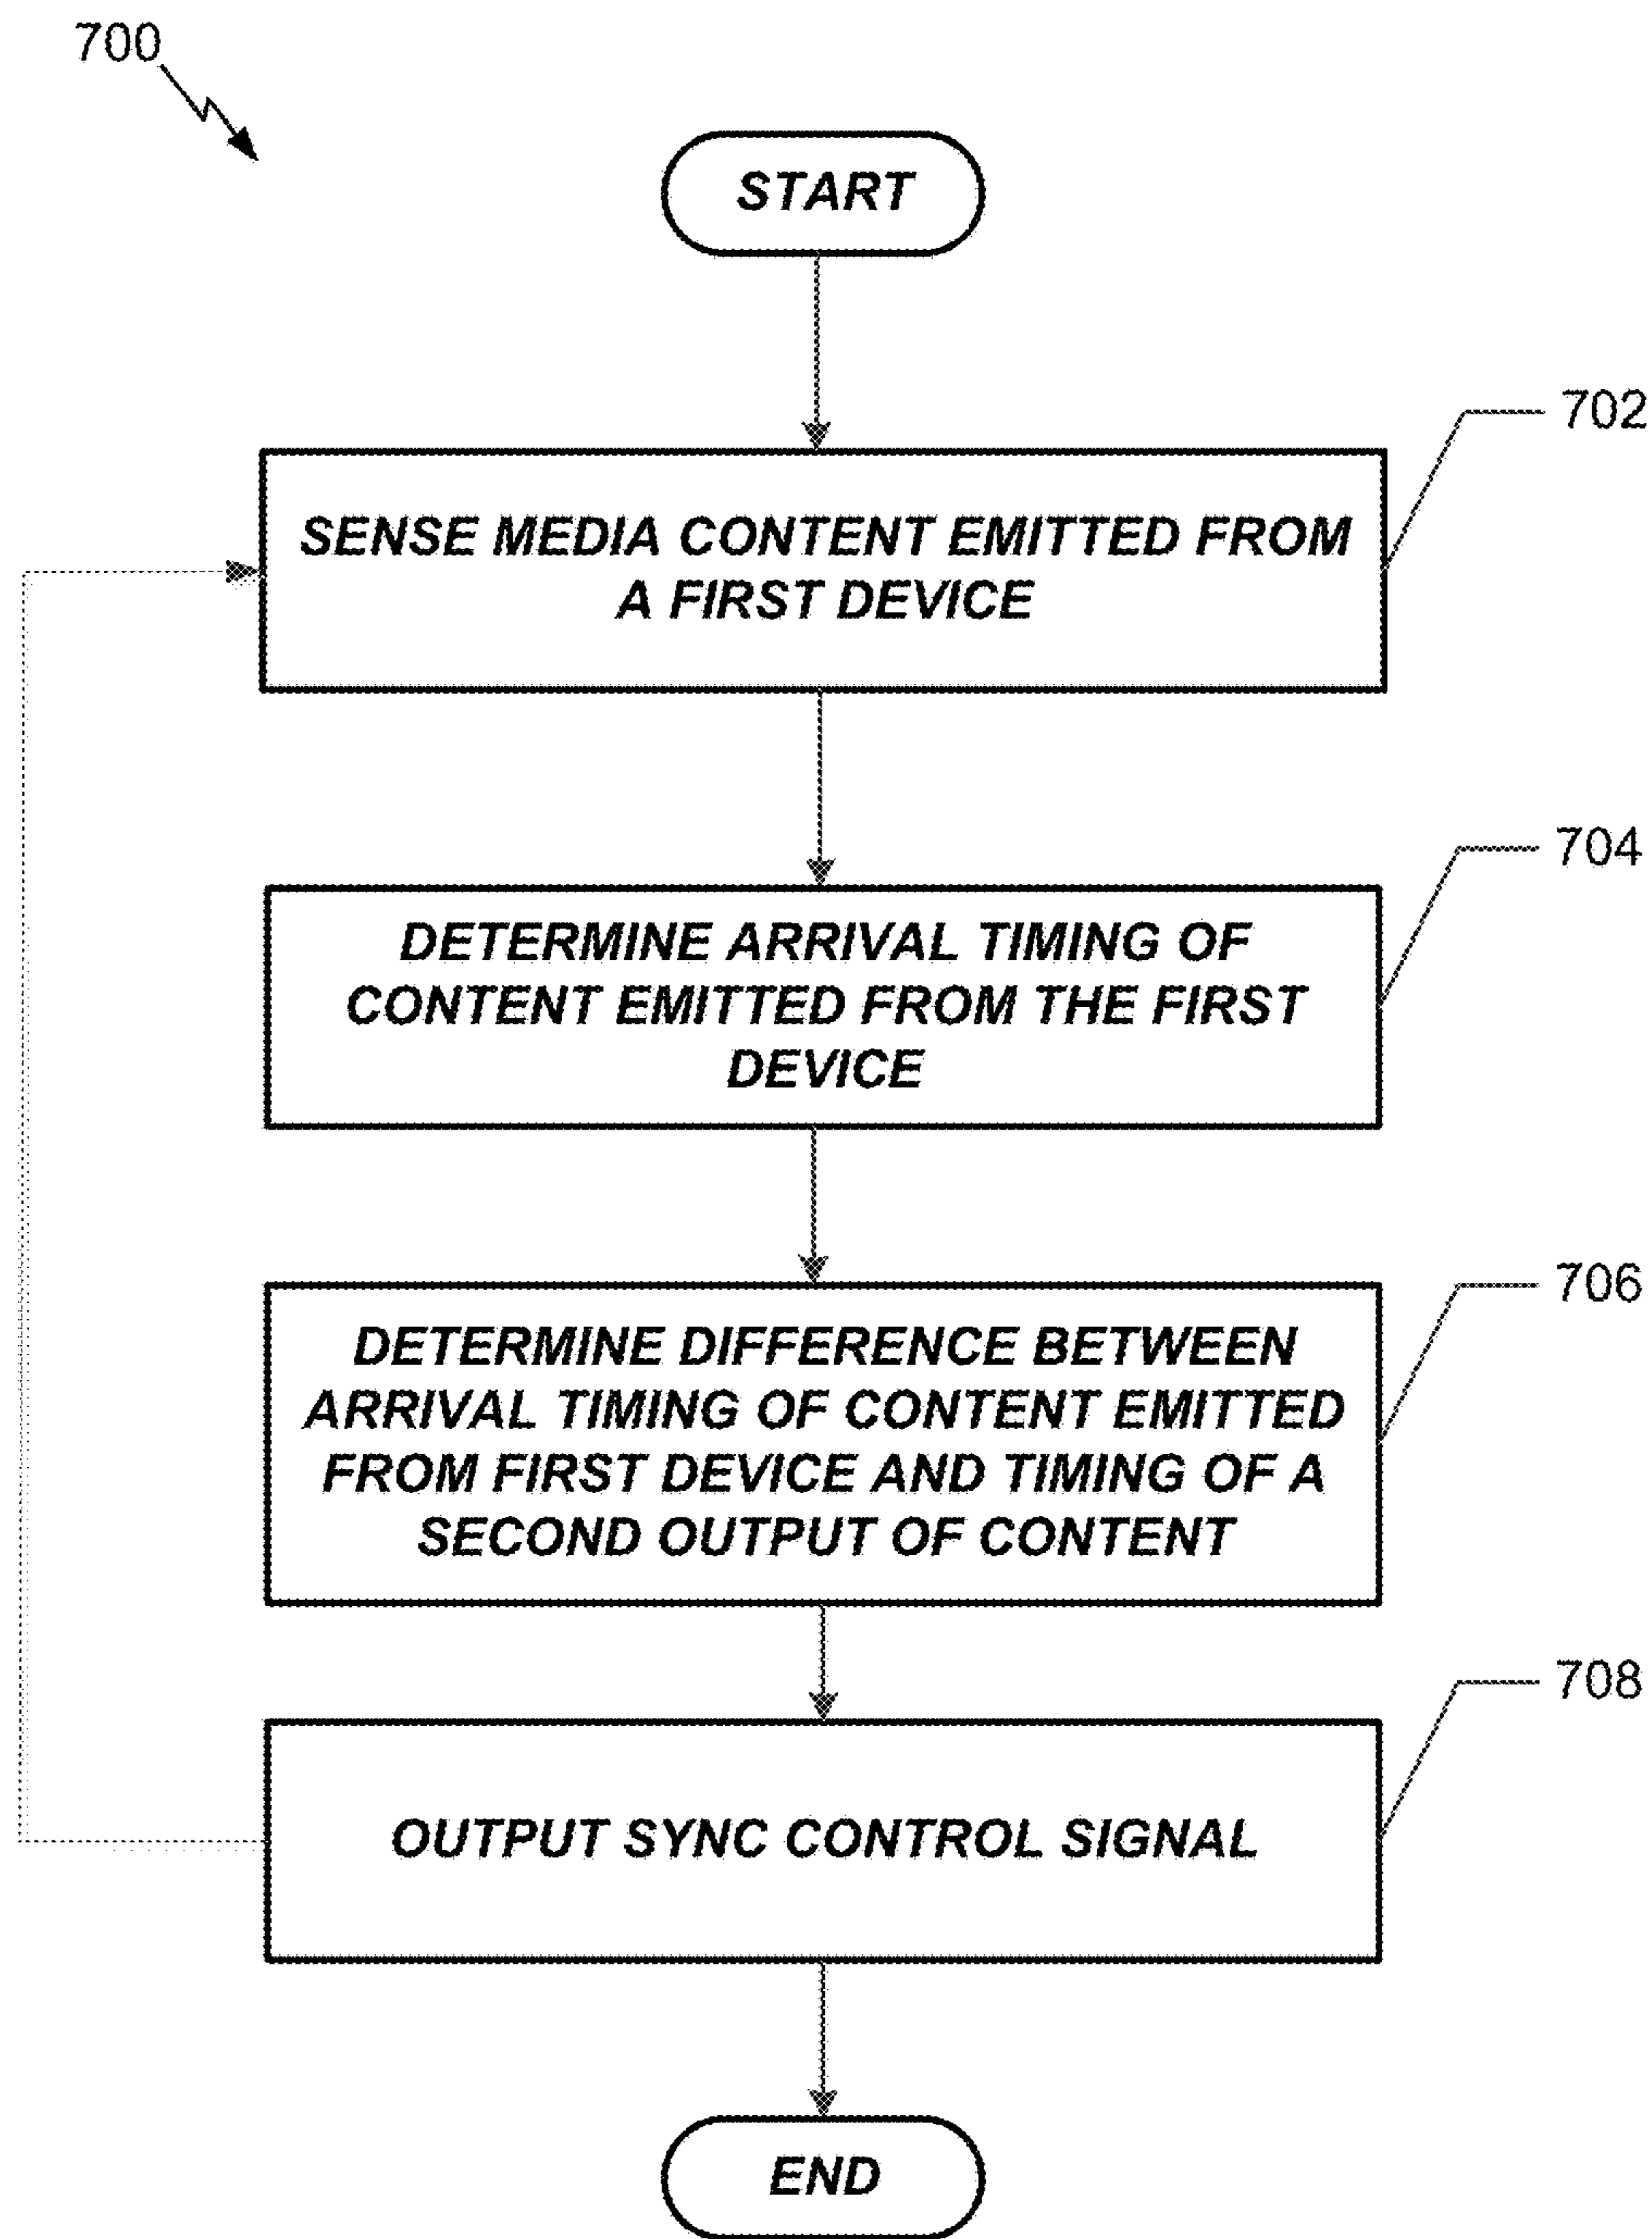 700
START
702
SENSE MEDIA CONTENT EMITTED FROM
A FIRST DEVICE
704
DETERMINE ARRIVAL TIMING OF
CONTENT EMITTED FROM THE FIRST
DEVICE
706
DETERMINE DIFFERENCE BETWEEN
ARRIVAL TIMING OF CONTENT EMITTED
FROM FIRST DEVICE AND TIMING OF A
SECOND OUTPUT OF CONTENT
708
OUTPUT SYNC CONTROL SIGNAL
END